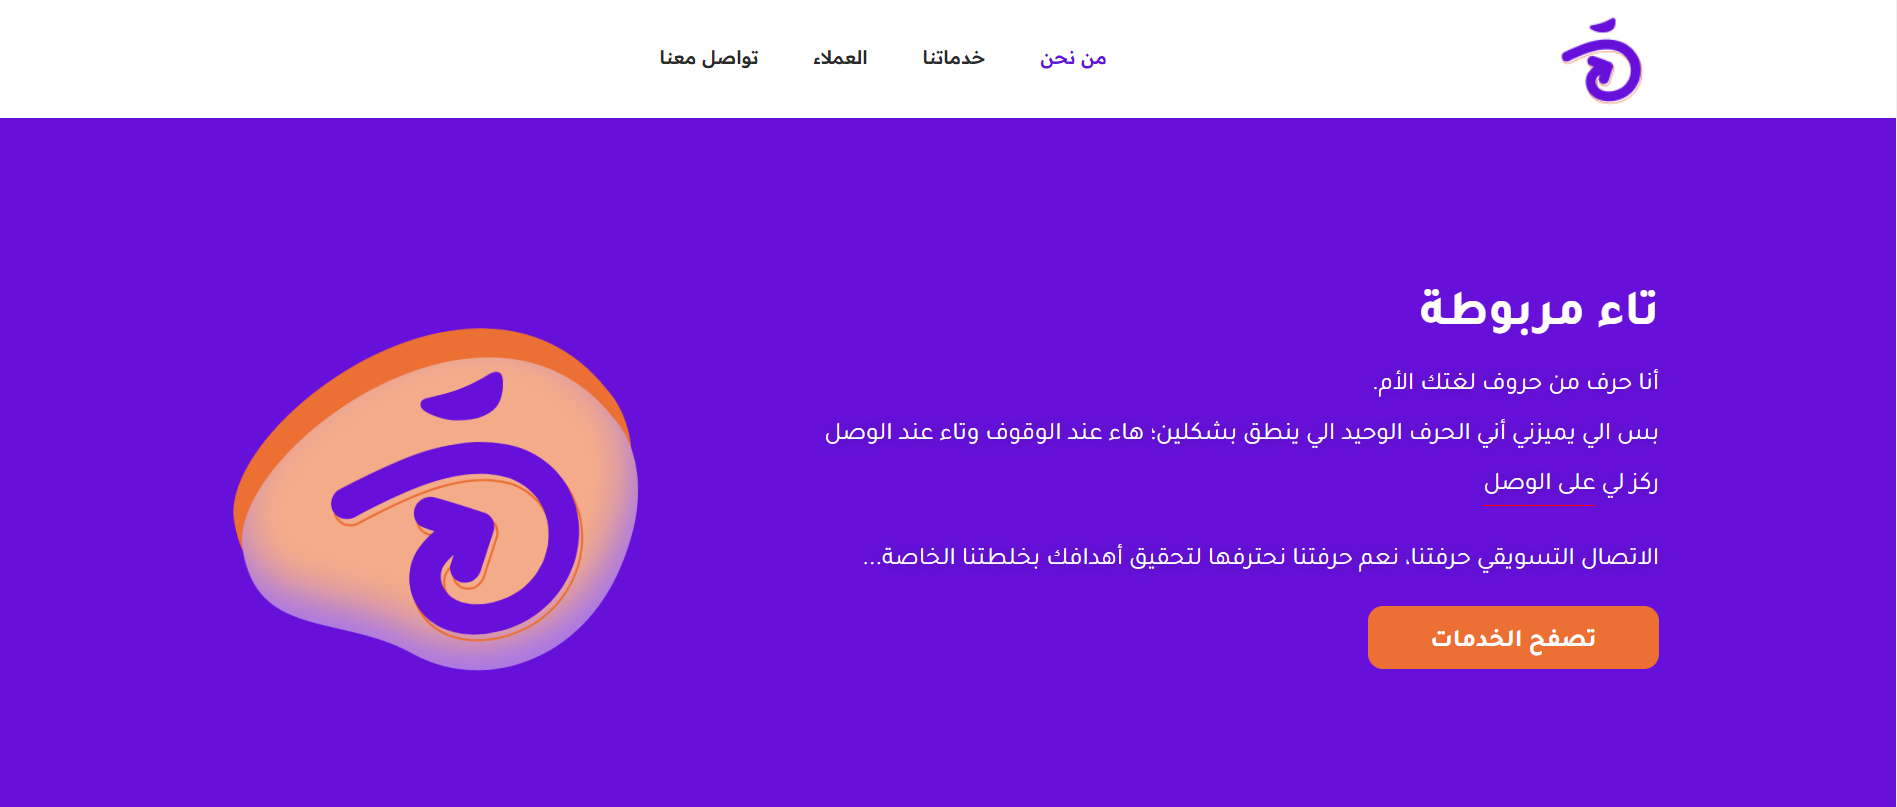 من نحن
خدماتنا
العملاء
تواصل معنا
تاء مربوطة
أنا حرف من حروف لغتك الأم.
بس الي يميزني أني الحرف الوحيد الي ينطق بشكلين؛ هاء عند الوقوف وتاء عند الوصل
ركز لي على الوصل
الاتصال التسويقي حرفتنا، نعم حرفتنا نحترفها لتحقيق أهدافك بخلطتنا الخاصة...
تصفح الخدمات